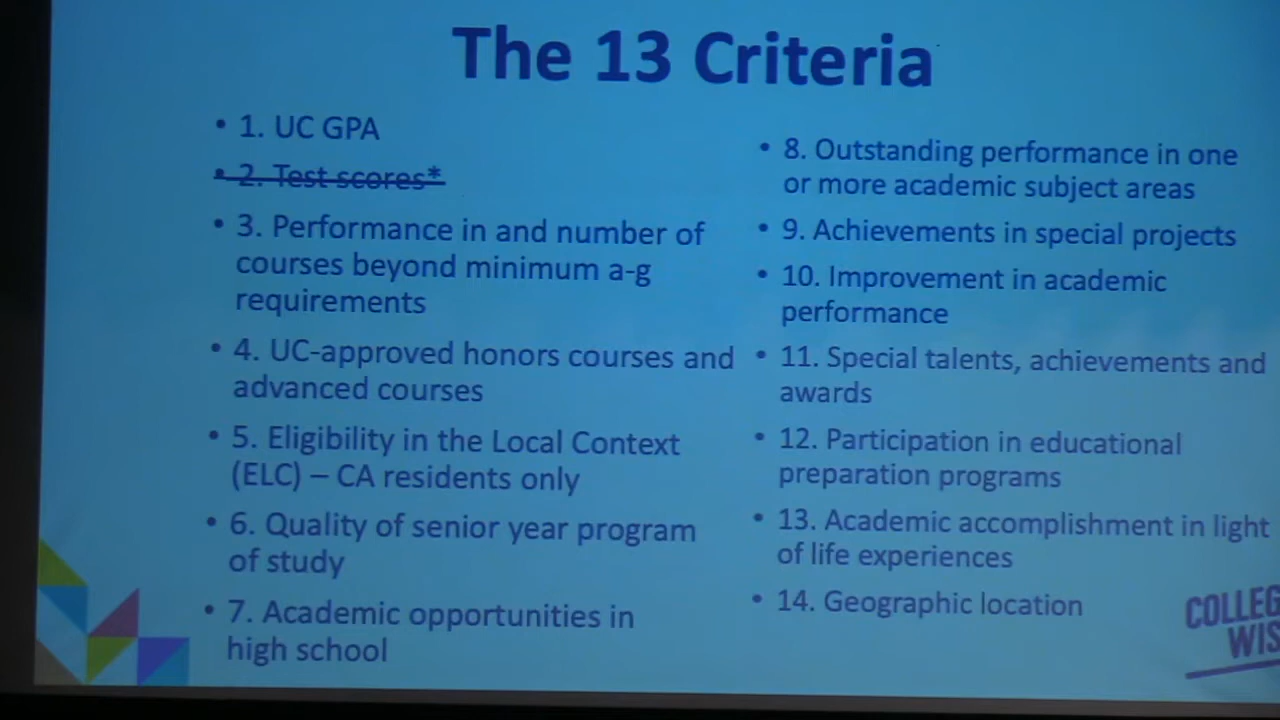 The 13 Criteria
• 1. UC GPA
• 2. Test scores*
• 3. Performance in and number of
courses beyond minimum a-g
requirements
• 4. UC-approved honors courses and
advanced courses
• 5. Eligibility in the Local Context
(ELC) – CA residents only
• 6. Quality of senior year program
of study
• 7. Academic opportunities in
high school
• 8. Outstanding performance in one
or more academic subject areas
• 9. Achievements in special projects
• 10. Improvement in academic
performance
• 11. Special talents, achievements and
awards
• 12. Participation in educational
preparation programs
• 13. Academic accomplishment in light
of life experiences
• 14. Geographic location
COLLEG
WIS